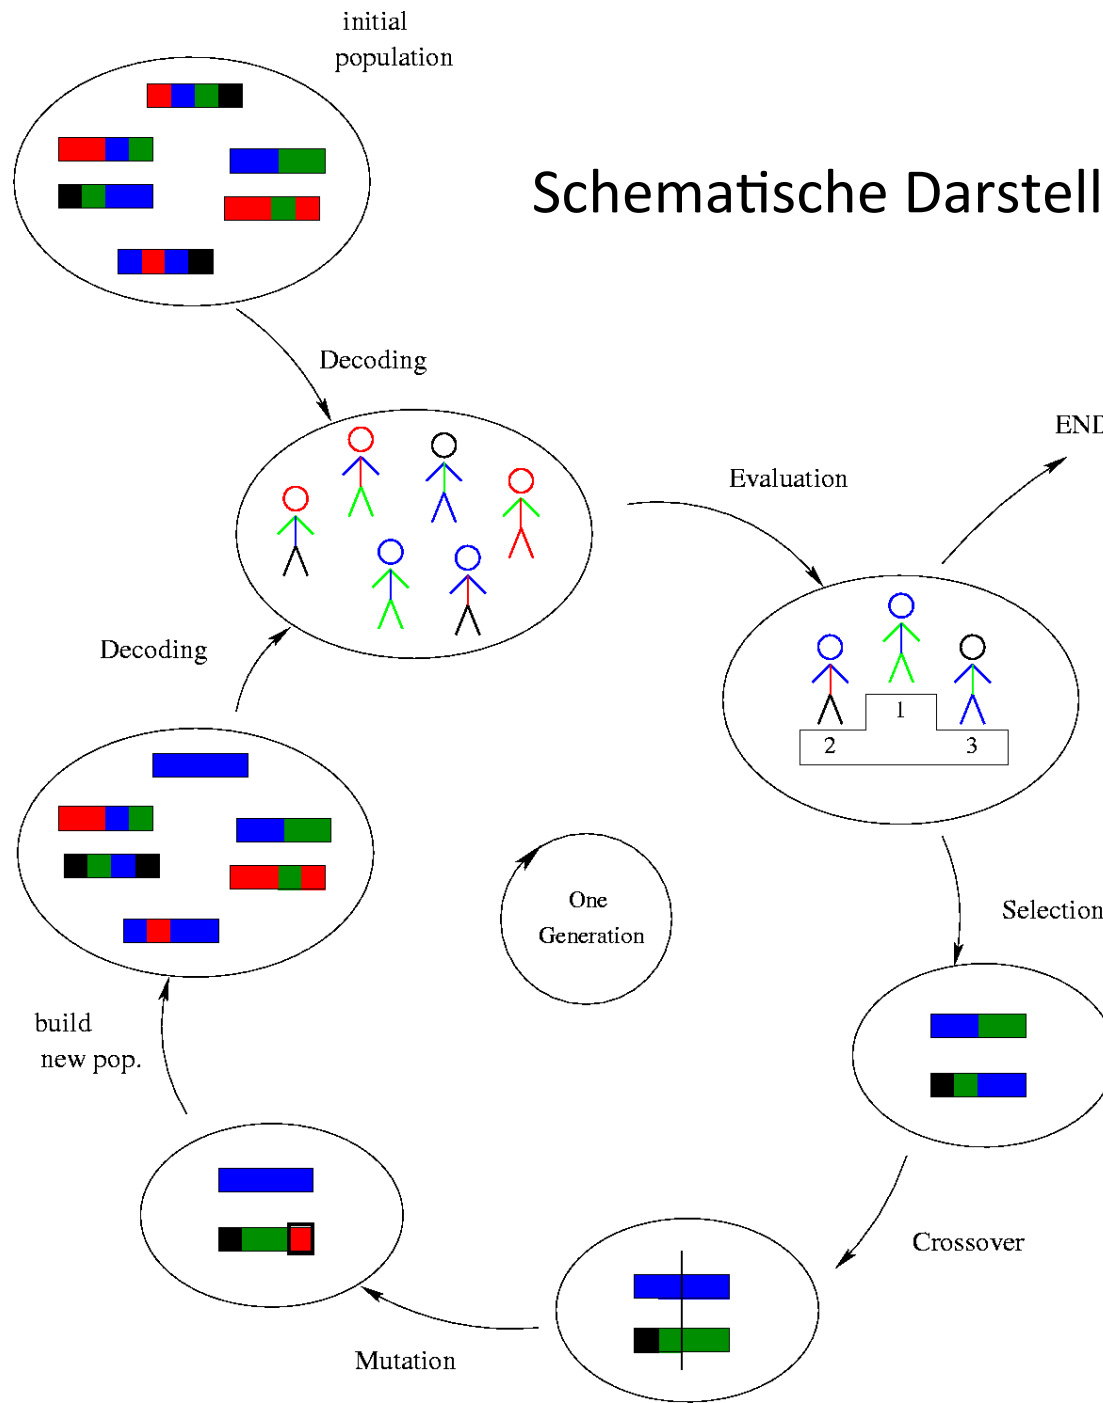 initial
population
Schematische Darstell
Decoding
END
Evaluation
Decoding
1
2
3
One
Generation
Selection
build
new pop.
Crossover
Mutation